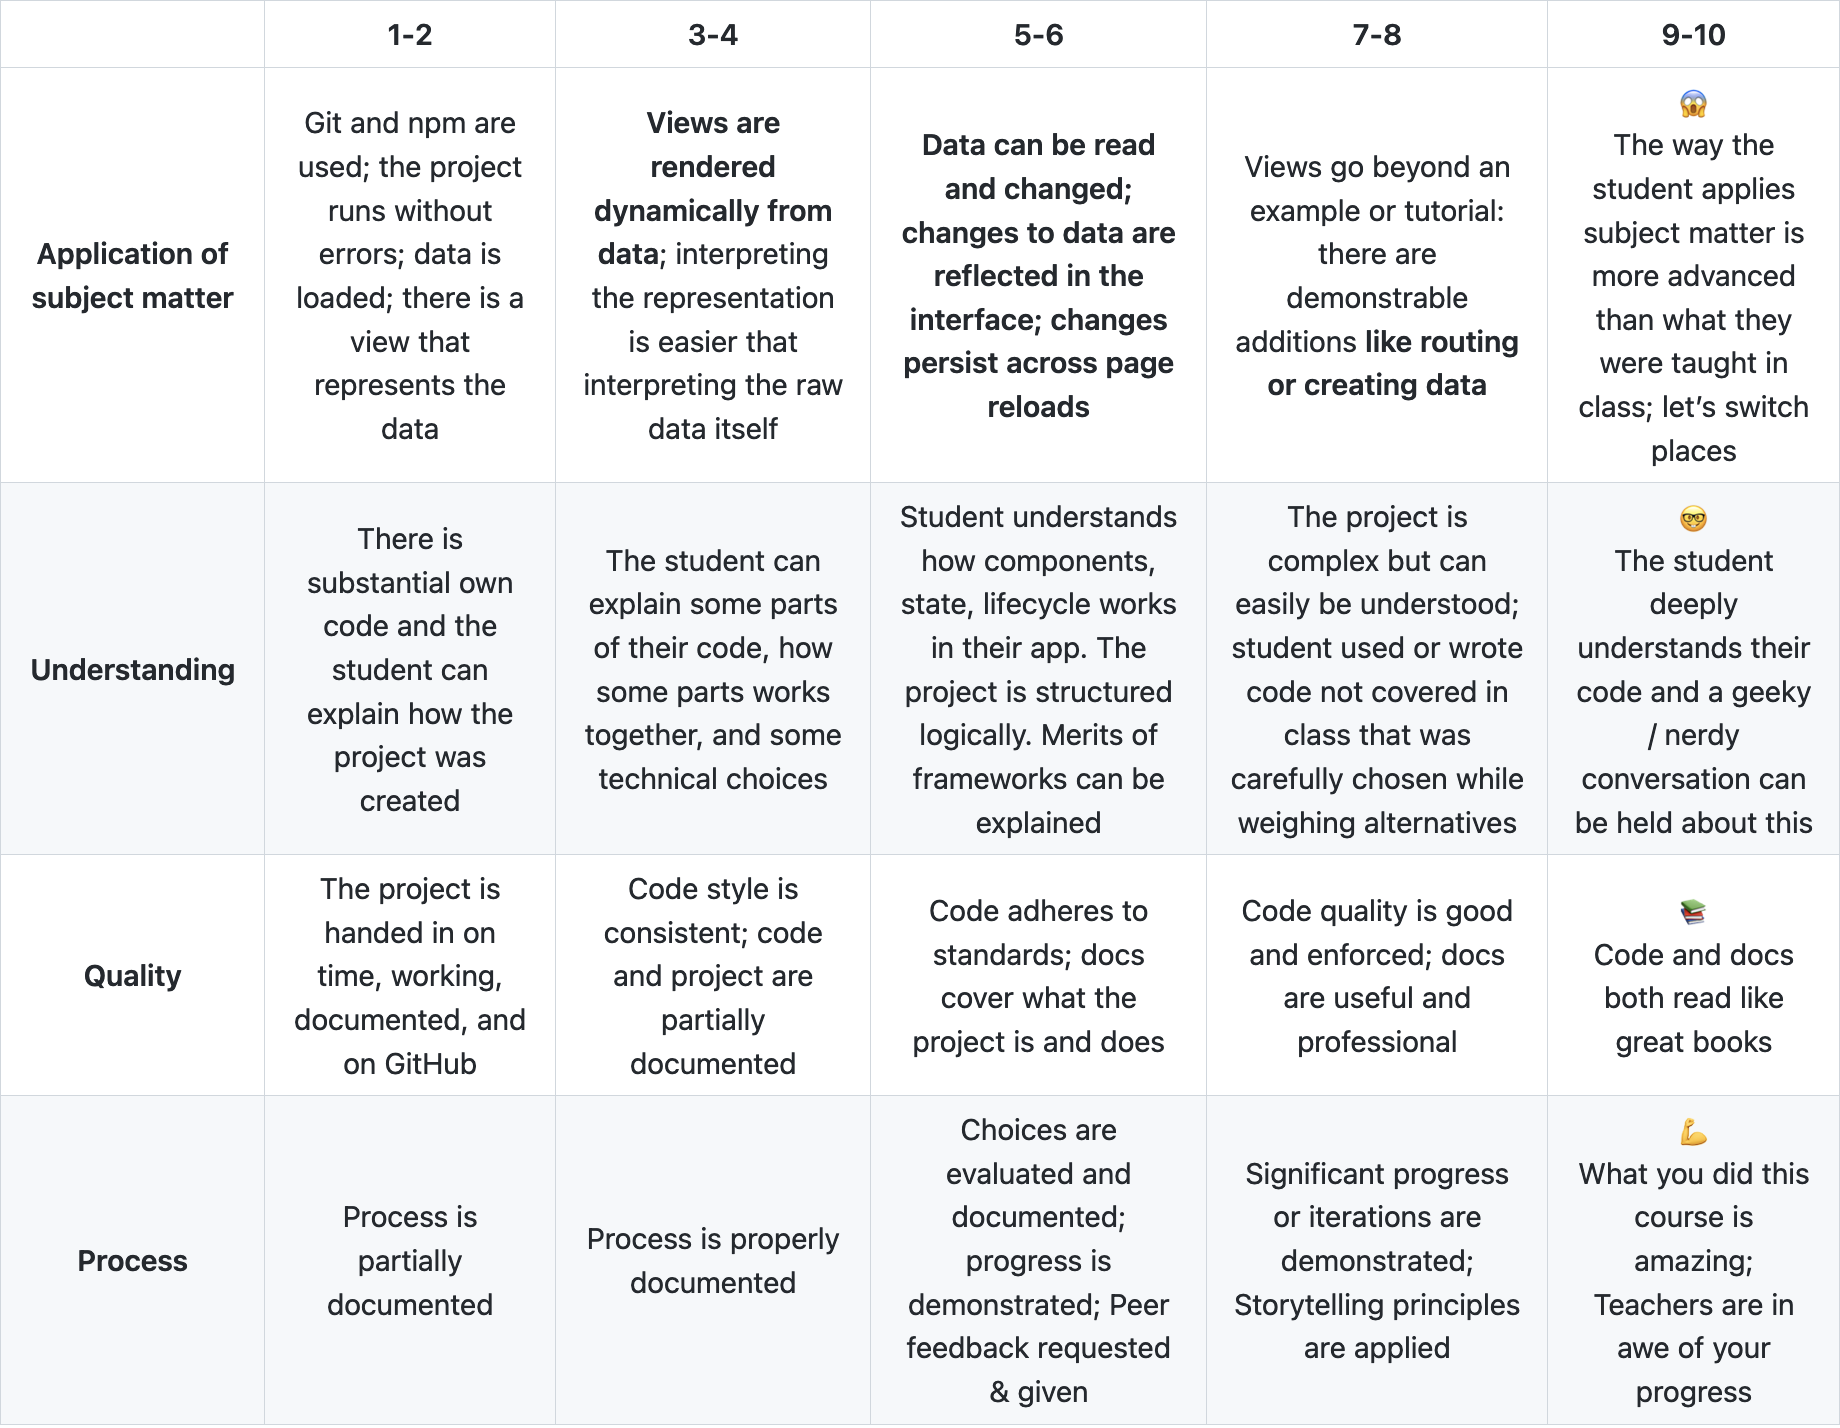 1-2
3-4
5-6
7-8
9-10
Application of
subject matter
Git and npm are
used; the project
runs without
errors; data is
loaded; there is a
view that
represents the
data
Views are
rendered
dynamically from
data; interpreting
the representation
is easier that
interpreting the raw
data itself
Data can be read
and changed;
changes to data are
reflected in the
interface; changes
persist across page
reloads
Views go beyond an
example or tutorial:
there are
demonstrable
additions like routing
or creating data
😱
The way the
student applies
subject matter is
more advanced
than what they
were taught in
class; let’s switch
places
Understanding
There is
substantial own
code and the
student can
explain how the
project was
created
The student can
explain some parts
of their code, how
some parts works
together, and some
technical choices
Student understands
how components,
state, lifecycle works
in their app. The
project is structured
logically. Merits of
frameworks can be
explained
The project is
complex but can
easily be understood;
student used or wrote
code not covered in
class that was
carefully chosen while
weighing alternatives
🤓
The student
deeply
understands their
code and a geeky
/ nerdy
conversation can
be held about this
Quality
The project is
handed in on
time, working,
documented, and
on GitHub
Code style is
consistent; code
and project are
partially
documented
Code adheres to
standards; docs
cover what the
project is and does
Code quality is good
and enforced; docs
are useful and
professional
📚
Code and docs
both read like
great books
Process
Process is
partially
documented
Process is properly
documented
Choices are
evaluated and
documented;
progress is
demonstrated; Peer
feedback requested
& given
Significant progress
or iterations are
demonstrated;
Storytelling principles
are applied
💪
What you did this
course is
amazing;
Teachers are in
awe of your
progress